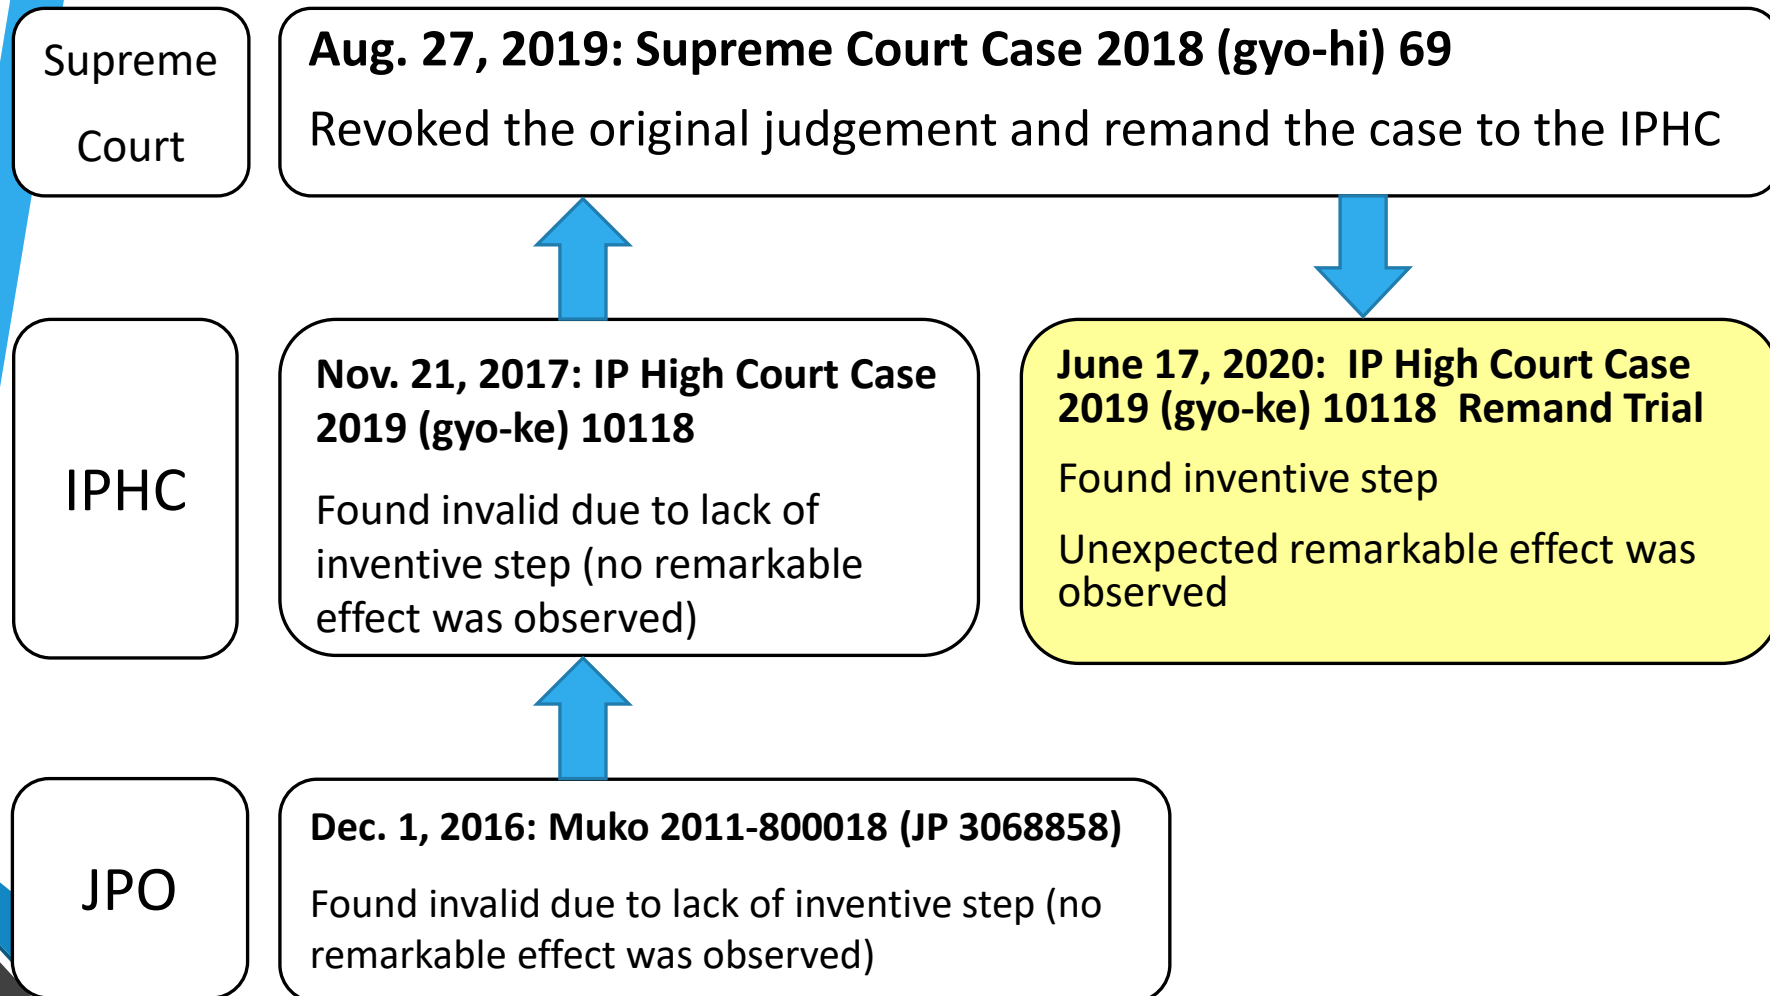 Supreme
Court
Aug. 27, 2019: Supreme Court Case 2018 (gyo-hi) 69
Revoked the original judgement and remand the case to the IPHC
IPHC
Nov. 21, 2017: IP High Court Case
2019 (gyo-ke) 10118
Found invalid due to lack of
inventive step (no remarkable
effect was observed)
June 17, 2020:  IP High Court Case
2019 (gyo-ke) 10118  Remand Trial
Found inventive step
Unexpected remarkable effect was
observed
JPO
Dec. 1, 2016: Muko 2011-800018 (JP 3068858)
Found invalid due to lack of inventive step (no
remarkable effect was observed)